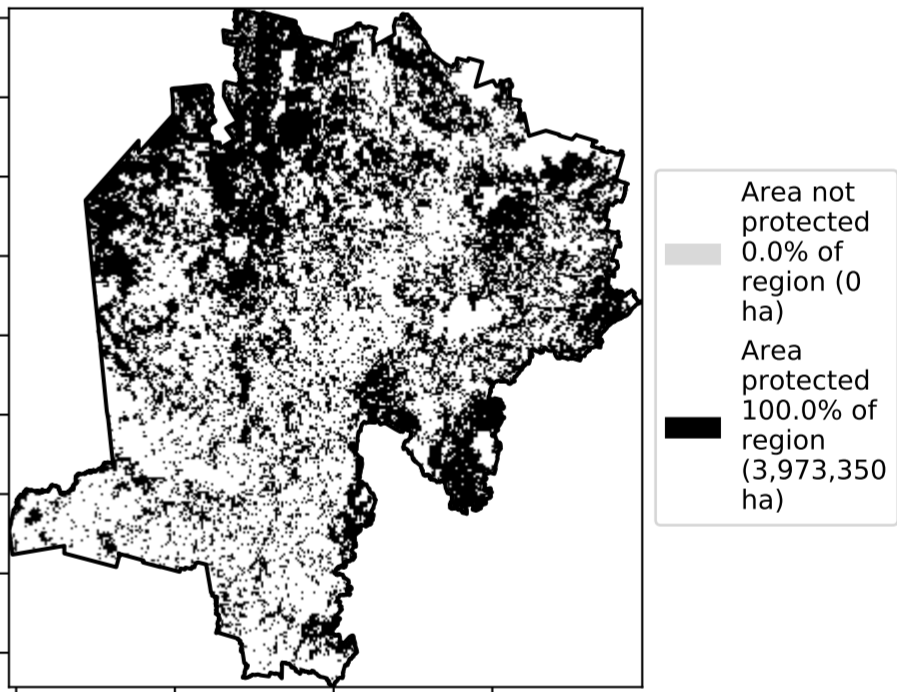 Area not
protected
0.0% of
region (0
ha)
Area
protected
100.0% of
region
(3,973,350
ha)